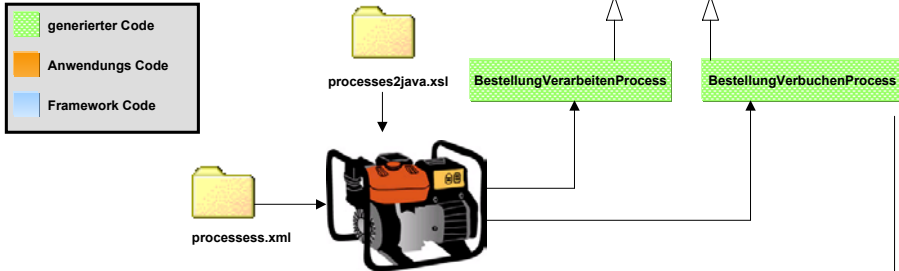 generierter Code
Anwendungs Code
Framework Code
processes2java.xsl
BestellungVerarbeitenProcess
BestellungVerbuchenProcess
processess.xml